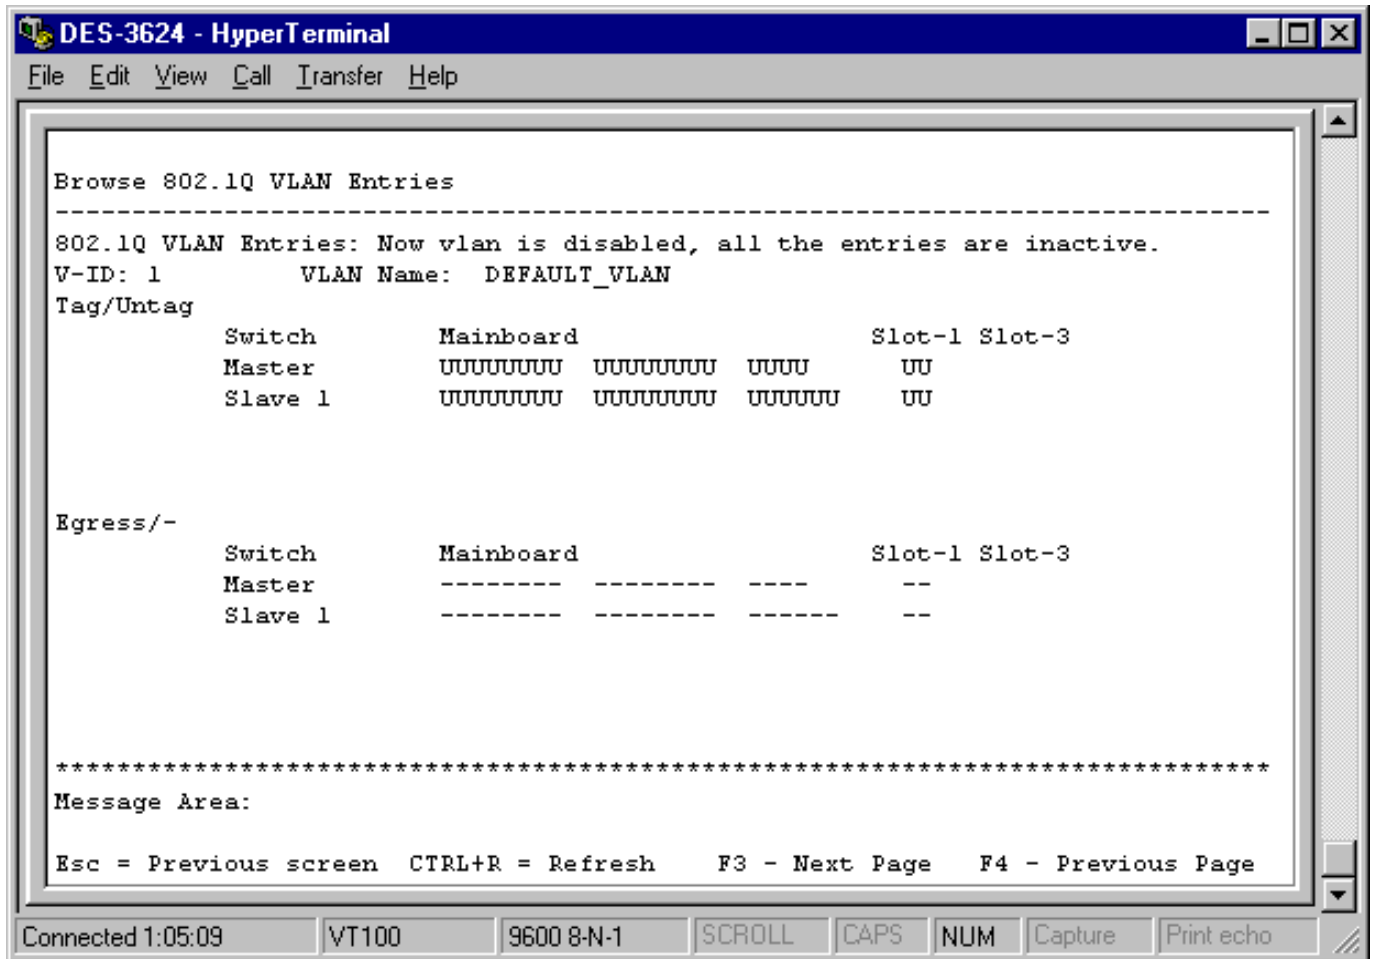 DES-3624 - HyperTerminal
File Edit View Call Transfer Help
Browse 802.1Q VLAN Entries
-------------------------------------------------------------------------------
802.1Q VLAN Entries: Now vlan is disabled, all the entries are inactive.
V-ID: 1 VLAN Name: DEFAULT_VLAN
Tag/Untag
Switch Mainboard Slot-1 Slot-3
Master UUUUUUUU UUUUUUUU UUUU UU
Slave 1 UUUUUUUU UUUUUUUU UUUUUU UU
Egress/-
Switch Mainboard Slot-1 Slot-3
Master -------- -------- ---- --
Slave 1 -------- -------- ------ --
*******************************************************************************
Message Area:
Esc = Previous screen CTRL+R = Refresh F3 - Next Page F4 - Previous Page
Connected 1:05:09 VT100 9600 8-N-1 SCROLL CAPS NUM Capture Print echo